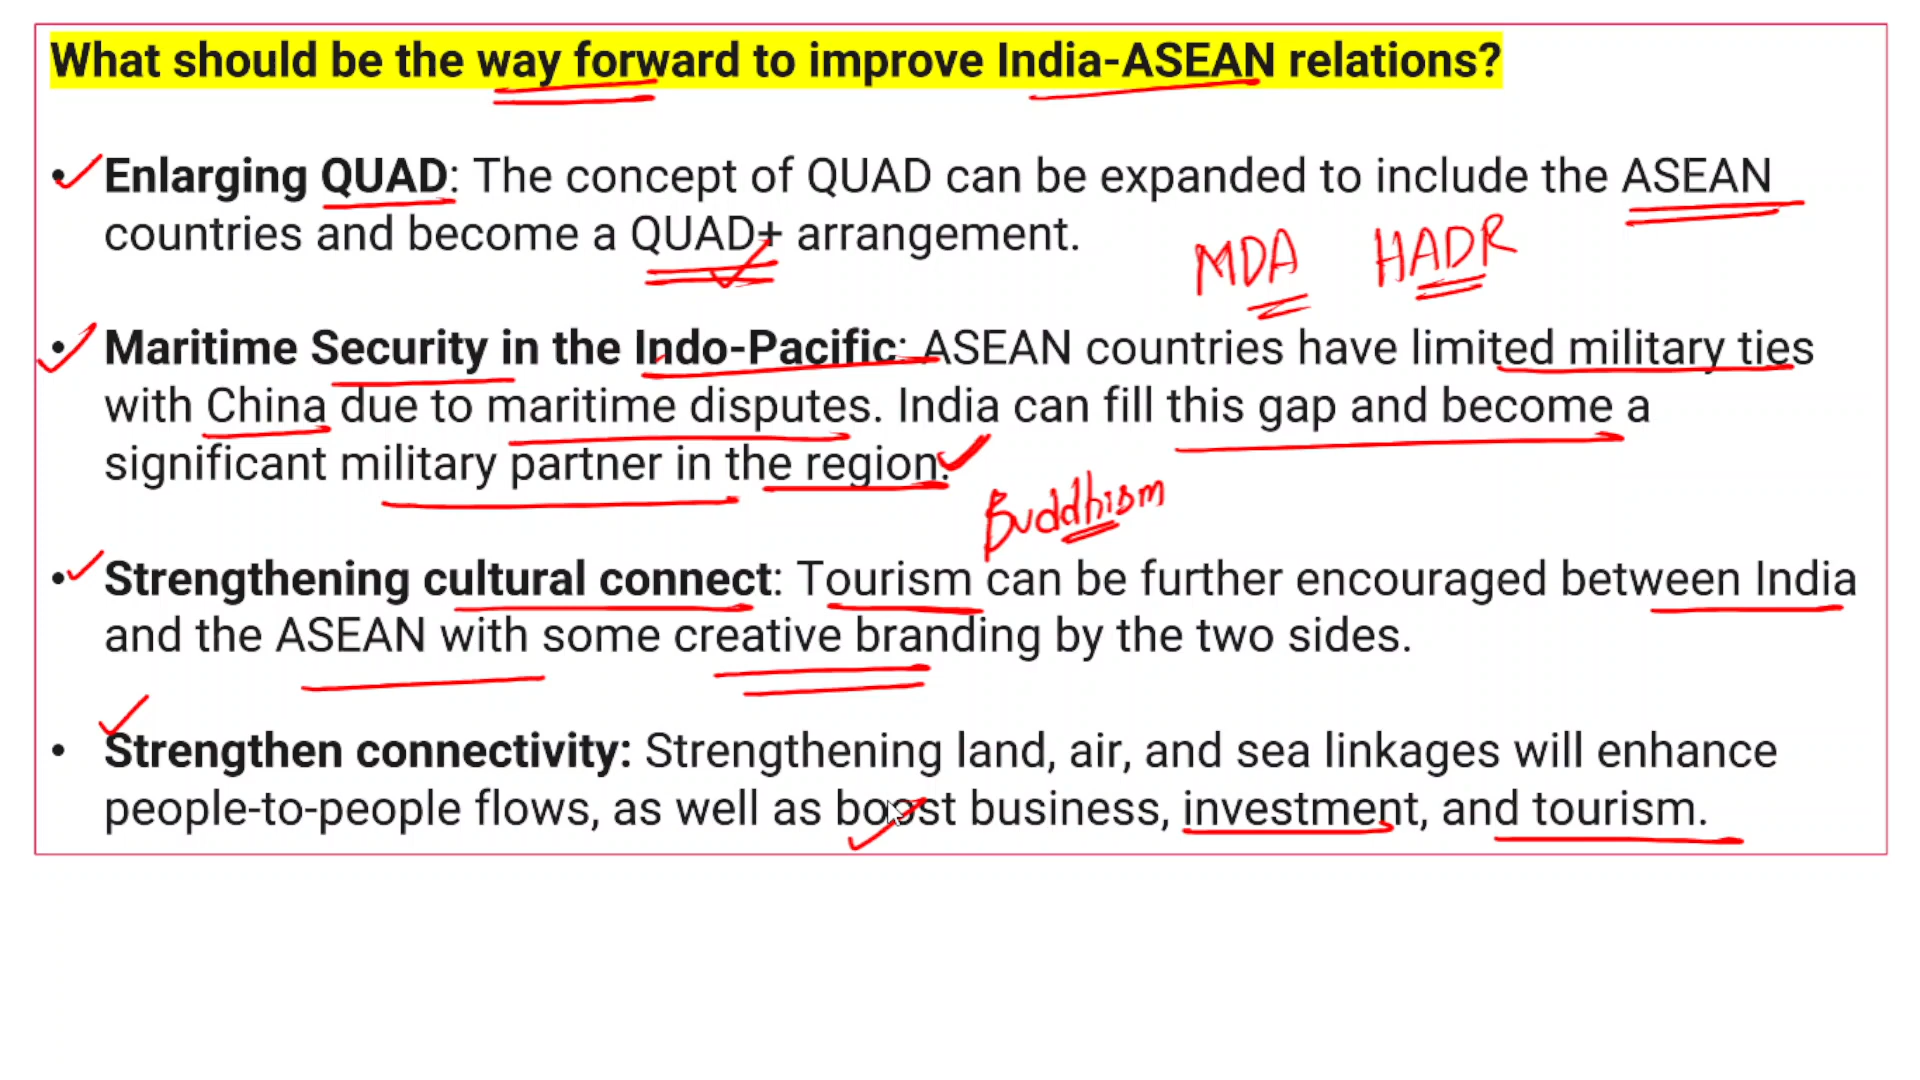 What should be the way forward to improve India-ASEAN relations?
• Enlarging QUAD: The concept of QUAD can be expanded to include the ASEAN
countries and become a QUAD+ arrangement.
MDA HADR
• Maritime Security in the Indo-Pacific: ASEAN countries have limited military ties
with China due to maritime disputes. India can fill this gap and become a
significant military partner in the region.
Buddhism
• Strengthening cultural connect: Tourism can be further encouraged between India
and the ASEAN with some creative branding by the two sides.
• Strengthen connectivity: Strengthening land, air, and sea linkages will enhance
people-to-people flows, as well as boost business, investment, and tourism.